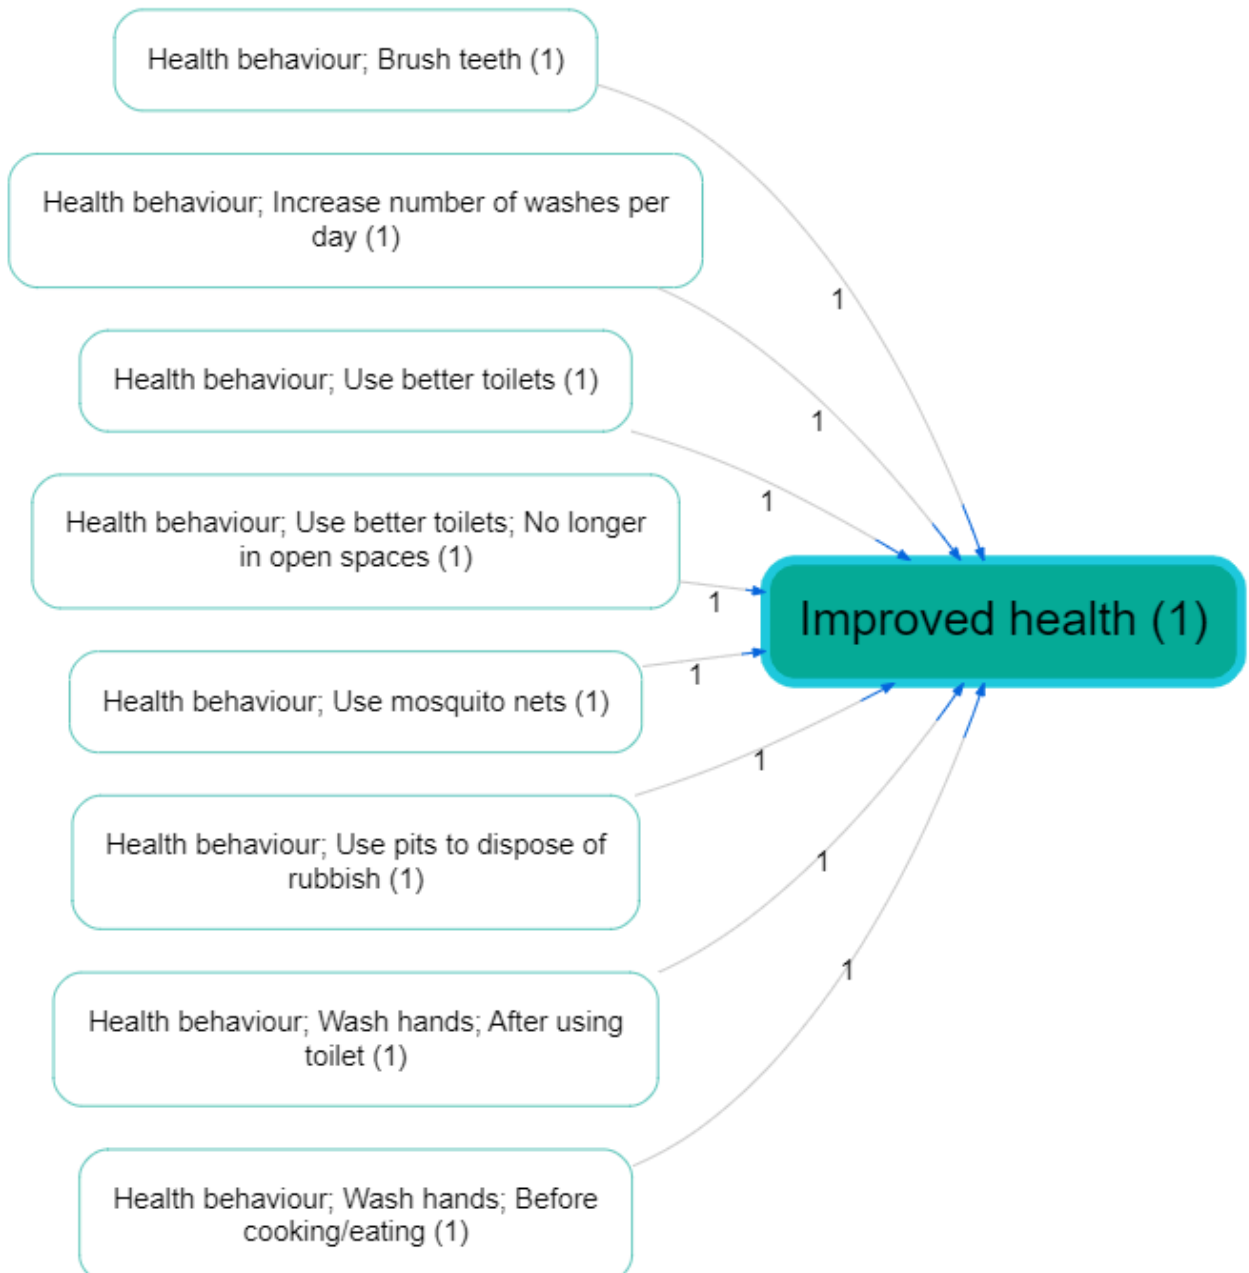 Health behaviour; Brush teeth (1)
Health behaviour; Increase number of washes per
day (1)
1
1
Health behaviour; Use better toilets (1)
1
Health behaviour; Use better toilets; No longer
in open spaces (1)
1
Improved health (1)
Health behaviour; Use mosquito nets (1)
1
1
Health behaviour; Use pits to dispose of
rubbish (1)
1
Health behaviour; Wash hands; After using
toilet (1)
1
Health behaviour; Wash hands; Before
cooking/eating (1)